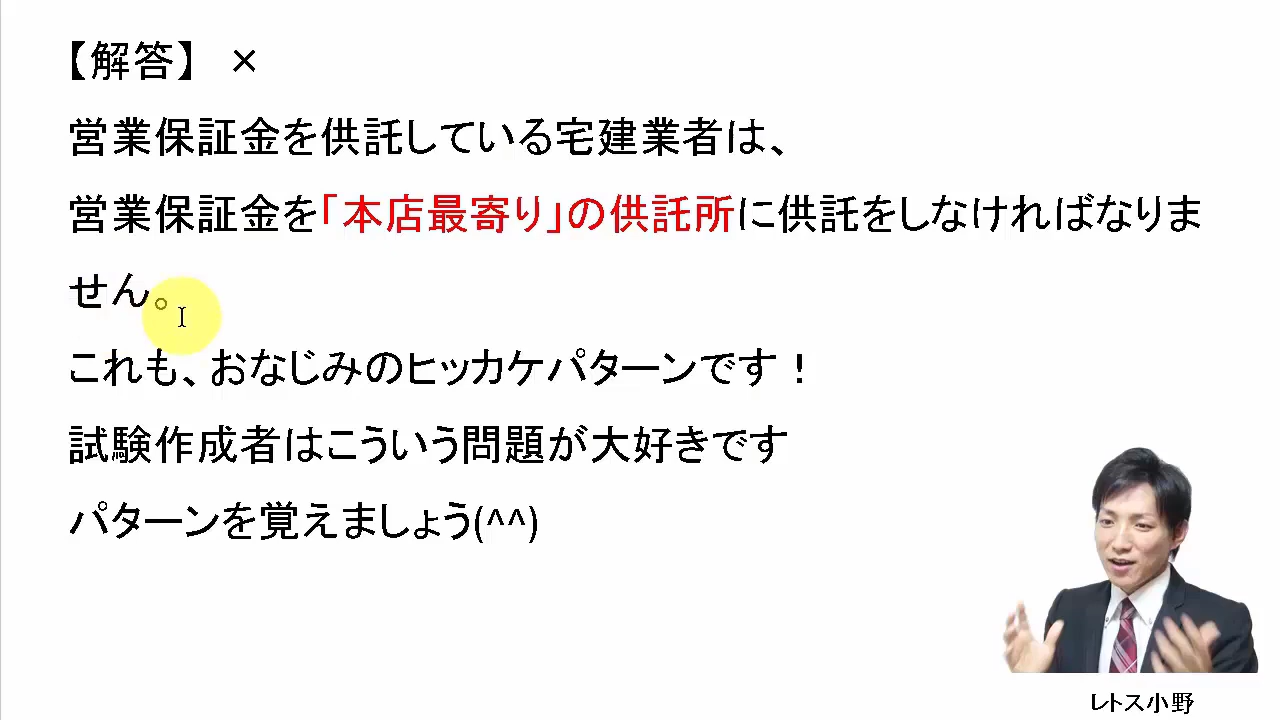 【解答】 ×
営業保証金を供託している宅建業者は、
営業保証金を「本店最寄り」の供託所に供託をしなければなりま
せん。
これも、おなじみのヒッカケパターンです！
試験作成者はこういう問題が大好きです
パターンを覚えましょう(^^)
レトス小野